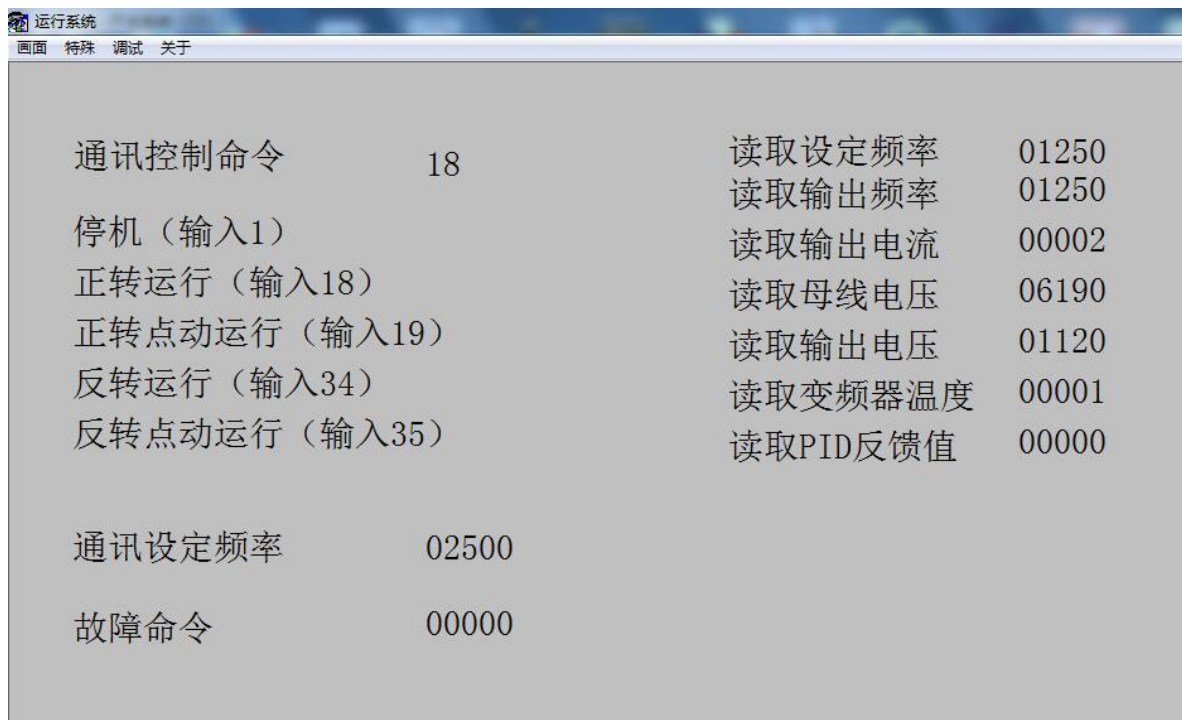 运行系统
画面 特殊 调试 关于
通讯控制命令 18
停机（输入1）
正转运行（输入18）
正转点动运行（输入19）
反转运行（输入34）
反转点动运行（输入35）
通讯设定频率 02500
故障命令 00000
读取设定频率 01250
读取输出频率 01250
读取输出电流 00002
读取母线电压 06190
读取输出电压 01120
读取变频器温度 00001
读取PID反馈值 00000